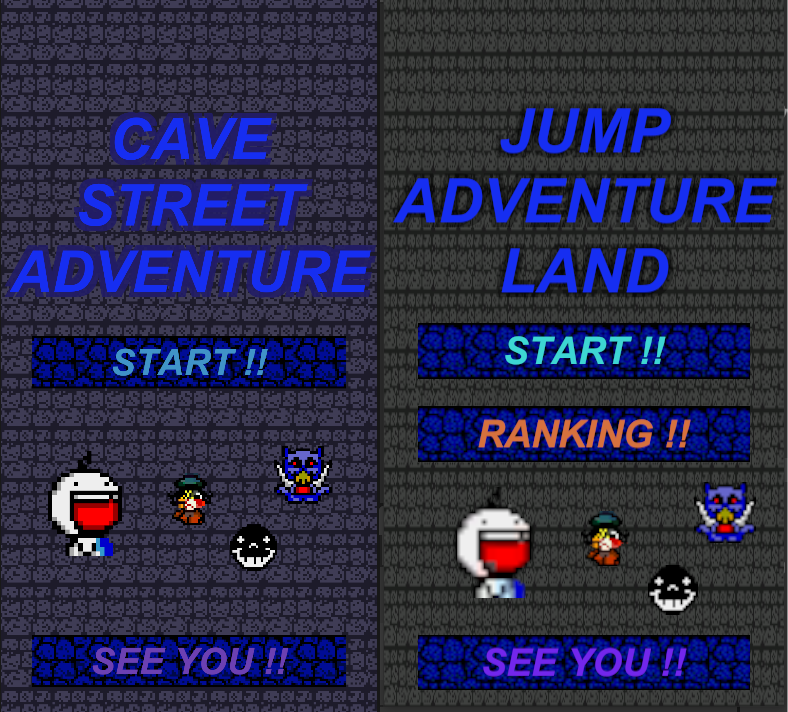 CAVE
STREET
ADVENTURE
START !!
SEE YOU !!
JUMP
ADVENTURE
LAND
START !!
RANKING !!
SEE YOU !!